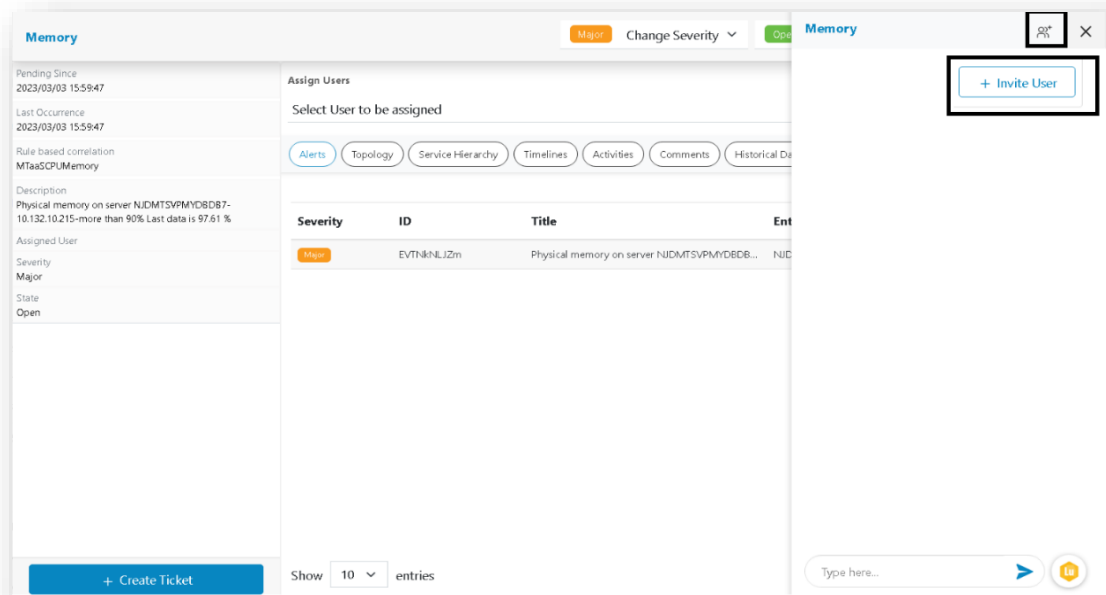 Memory
Major
Change Severity
Ope
Memory
Pending Since
2023/03/03 15:59:47
Last Occurrence
2023/03/03 15:59:47
Rule based correlation
MTaaSCPUMemory
Description
Physical memory on server NJDMTSVPMYDBDB7-
10.132.10.215-more than 90% Last data is 97.61 %
Assigned User
Severity
Major
State
Open
+ Create Ticket
Assign Users
Select User to be assigned
Alerts
Topology
Service Hierarchy
Timelines
Activities
Comments
Historical Da
Severity ID Title Ent
Major EVTNkNLJZm Physical memory on server NJDMTSVPMYDBDB... NJD
Show 10 entries
+ Invite User
Type here...
Lu